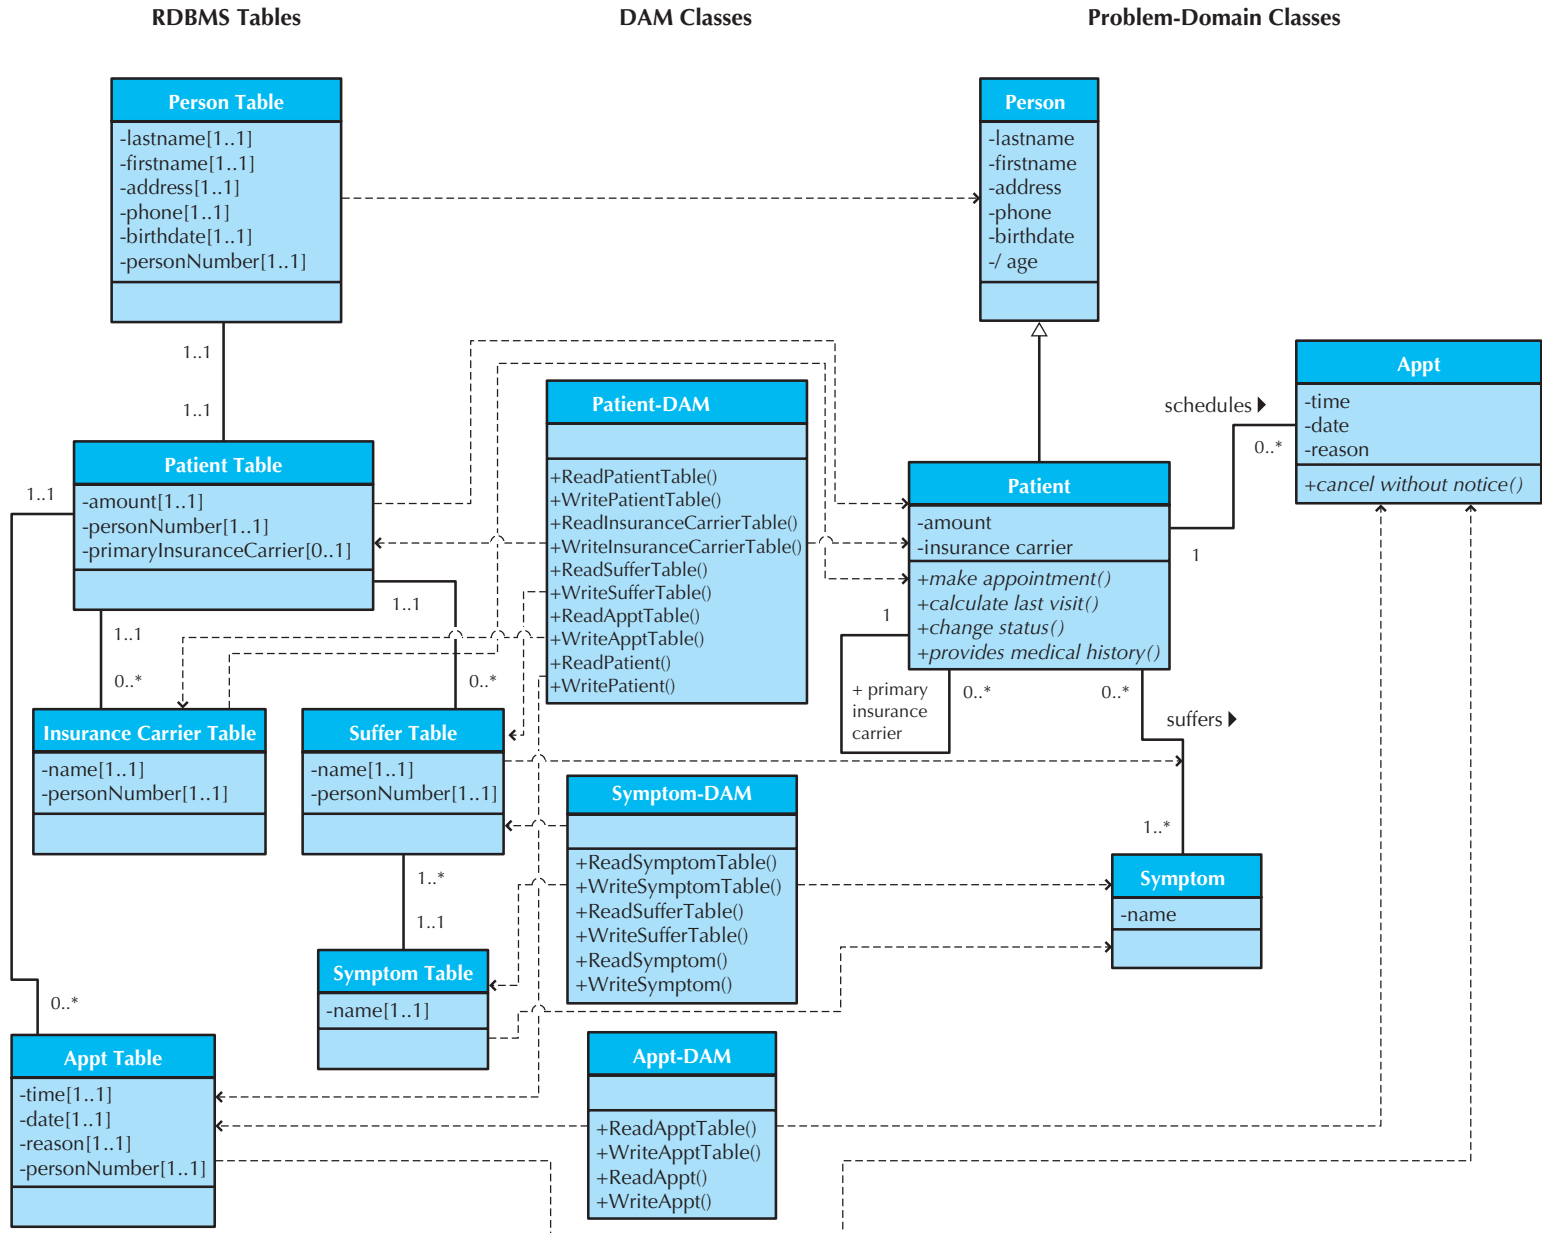 RDBMS Tables
DAM Classes
Problem-Domain Classes
Person Table
-lastname[1..1]
-firstname[1..1]
-address[1..1]
-phone[1..1]
-birthdate[1..1]
-personNumber[1..1]
Person
-lastname
-firstname
-address
-phone
-birthdate
-/ age
1..1
1..1
Patient Table
-amount[1..1]
-personNumber[1..1]
-primaryInsuranceCarrier[0..1]
1..1
1..1
0..*
1..1
0..*
Patient-DAM
+ReadPatientTable()
+WritePatientTable()
+ReadInsuranceCarrierTable()
+WriteInsuranceCarrierTable()
+ReadSufferTable()
+WriteSufferTable()
+ReadApptTable()
+WriteApptTable()
+ReadPatient()
+WritePatient()
Patient
-amount
-insurance carrier
+make appointment()
+calculate last visit()
+change status()
+provides medical history()
schedules
0..*
1
Appt
-time
-date
-reason
+cancel without notice()
1
+ primary
insurance
carrier
0..*
0..*
suffers
1..*
Insurance Carrier Table
-name[1..1]
-personNumber[1..1]
Suffer Table
-name[1..1]
-personNumber[1..1]
1..*
1..1
Symptom-DAM
+ReadSymptomTable()
+WriteSymptomTable()
+ReadSufferTable()
+WriteSufferTable()
+ReadSymptom()
+WriteSymptom()
Symptom
-name
Symptom Table
-name[1..1]
0..*
Appt Table
-time[1..1]
-date[1..1]
-reason[1..1]
-personNumber[1..1]
Appt-DAM
+ReadApptTable()
+WriteApptTable()
+ReadAppt()
+WriteAppt()